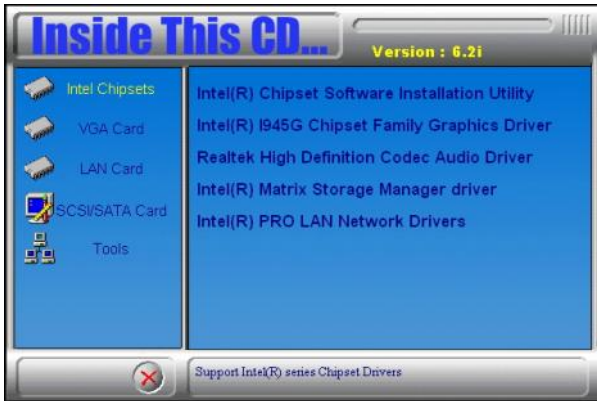 Inside This CD...
Version : 6.2i
Intel Chipsets
VGA Card
LAN Card
SCSI/SATA Card
Tools
Intel(R) Chipset Software Installation Utility
Intel(R) I945G Chipset Family Graphics Driver
Realtek High Definition Codec Audio Driver
Intel(R) Matrix Storage Manager driver
Intel(R) PRO LAN Network Drivers
Support Intel(R) series Chipset Drivers